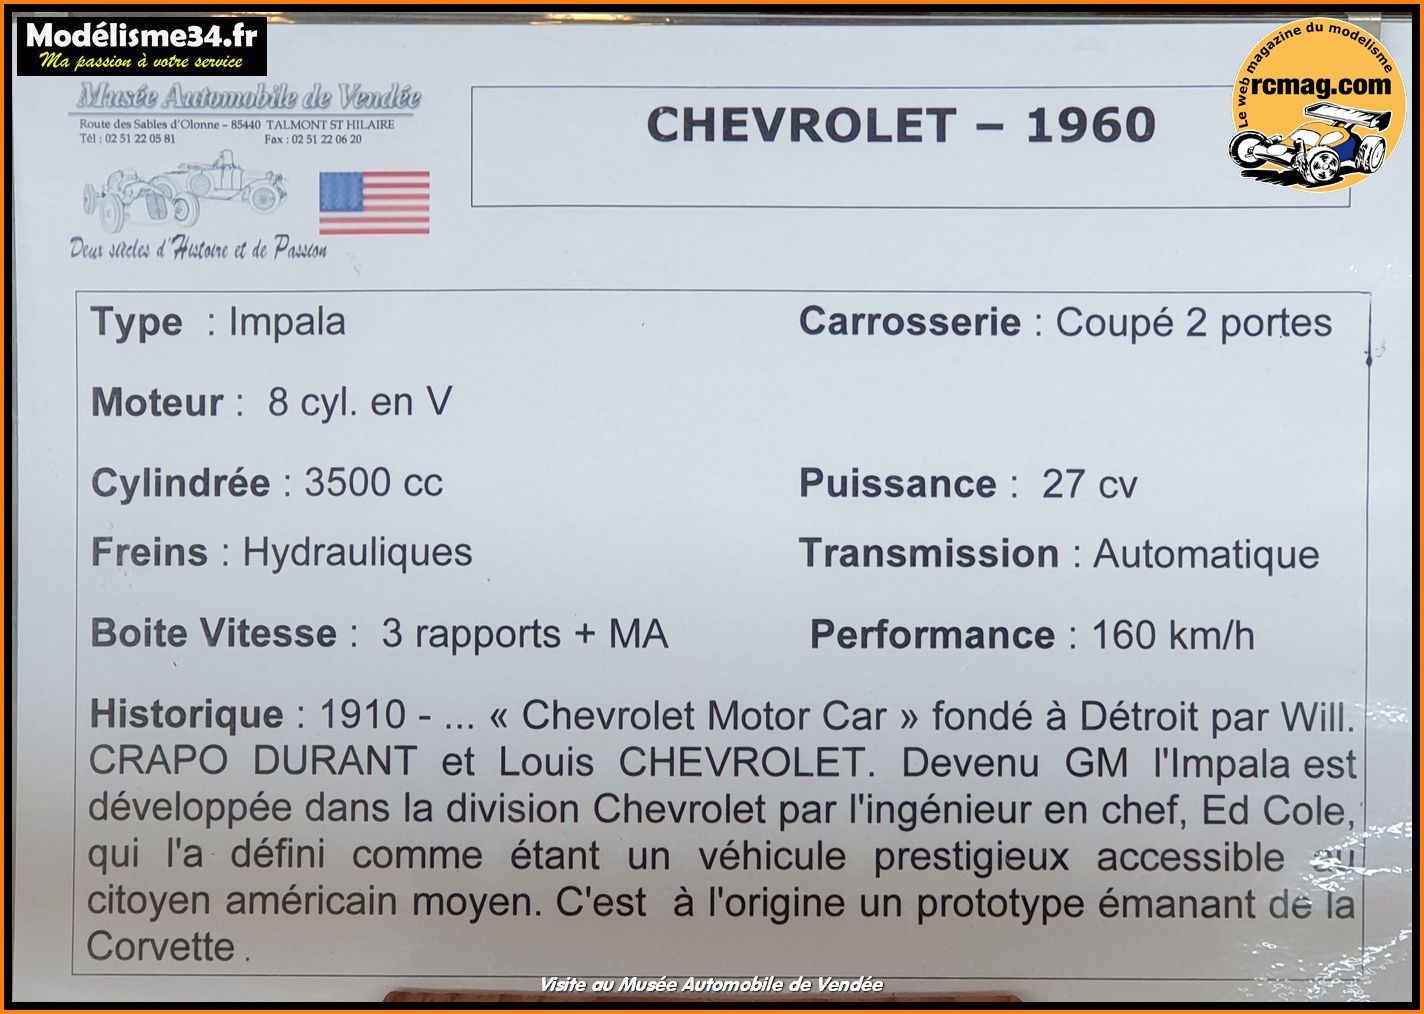 Modélisme34.fr
Ma passion à votre service
Le web magazine du modelisme
rcmag.com
Musée Automobile de Vendée
Route des Sables d'Olonne – 85440 TALMONT ST HILAIRE
Tél : 02 51 22 05 81 Fax : 02 51 22 06 20
Deux siècles d'Histoire et de Passion
CHEVROLET – 1960
Type : Impala Carrosserie : Coupé 2 portes
Moteur : 8 cyl. en V
Cylindrée : 3500 cc Puissance : 27 cv
Freins : Hydrauliques Transmission : Automatique
Boite Vitesse : 3 rapports + MA Performance : 160 km/h
Historique : 1910 - ... « Chevrolet Motor Car » fondé à Détroit par Will.
CRAPO DURANT et Louis CHEVROLET. Devenu GM l'Impala est
développée dans la division Chevrolet par l'ingénieur en chef, Ed Cole,
qui l'a défini comme étant un véhicule prestigieux accessible au
citoyen américain moyen. C'est à l'origine un prototype émanant de la
Corvette .
Visite au Musée Automobile de Vendée